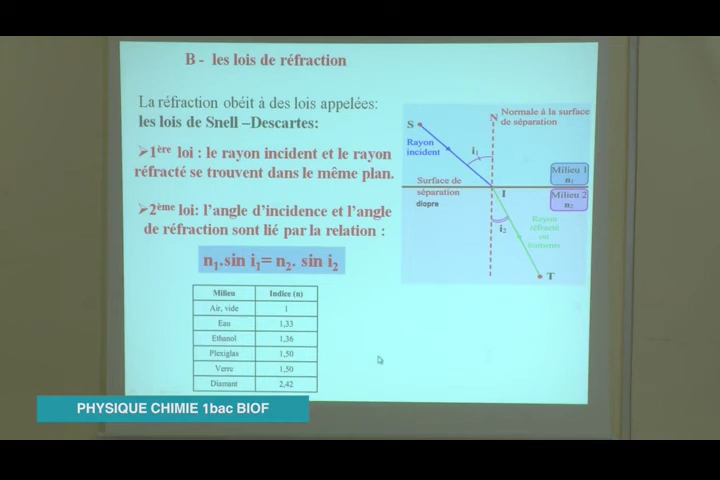 B - les lois de réfraction
La réfraction obéit à des lois appelées:
les lois de Snell –Descartes:
➢1ère loi : le rayon incident et le rayon
réfracté se trouvent dans le même plan.
➢2ème loi: l'angle d'incidence et l'angle
de réfraction sont lié par la relation :
n1.sin i1= n2. sin i2
Milieu Indice (n)
Air, vide 1
Eau 1,33
Ethanol 1,36
Plexiglas 1,50
Verre 1,50
Diamant 2,42
N Normale à la surface
de séparation
S
Rayon
incident
i1
Milieu 1
n1
Surface de
séparation
diopre
I
Milieu 2
n2
i2
Rayon
réfracté ou
transmis
T
PHYSIQUE CHIMIE 1bac BIOF